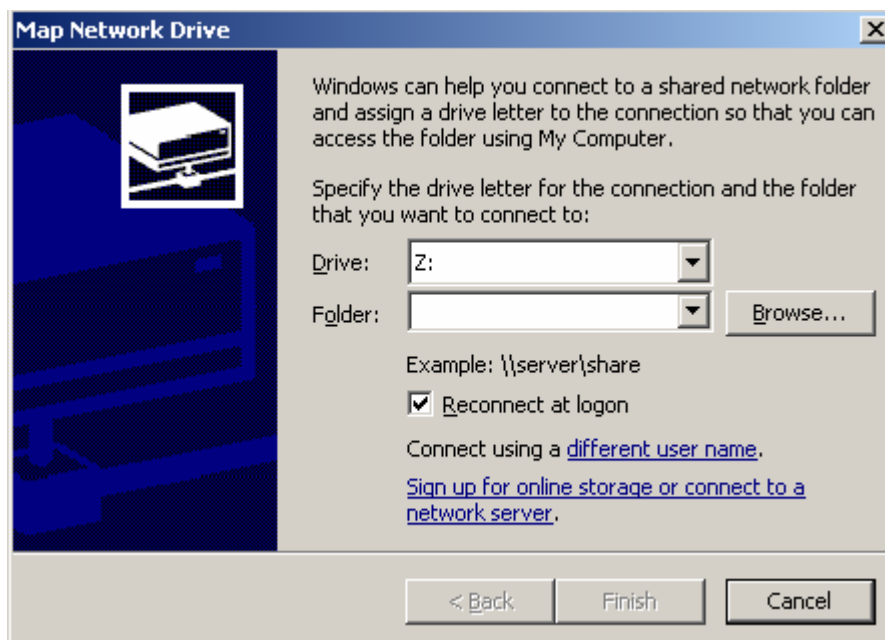 Map Network Drive
Windows can help you connect to a shared network folder
and assign a drive letter to the connection so that you can
access the folder using My Computer.
Specify the drive letter for the connection and the folder
that you want to connect to:
Drive: Z:
Folder: Browse...
Example: \\server\share
Reconnect at logon
Connect using a different user name.
Sign up for online storage or connect to a
network server.
< Back Finish Cancel